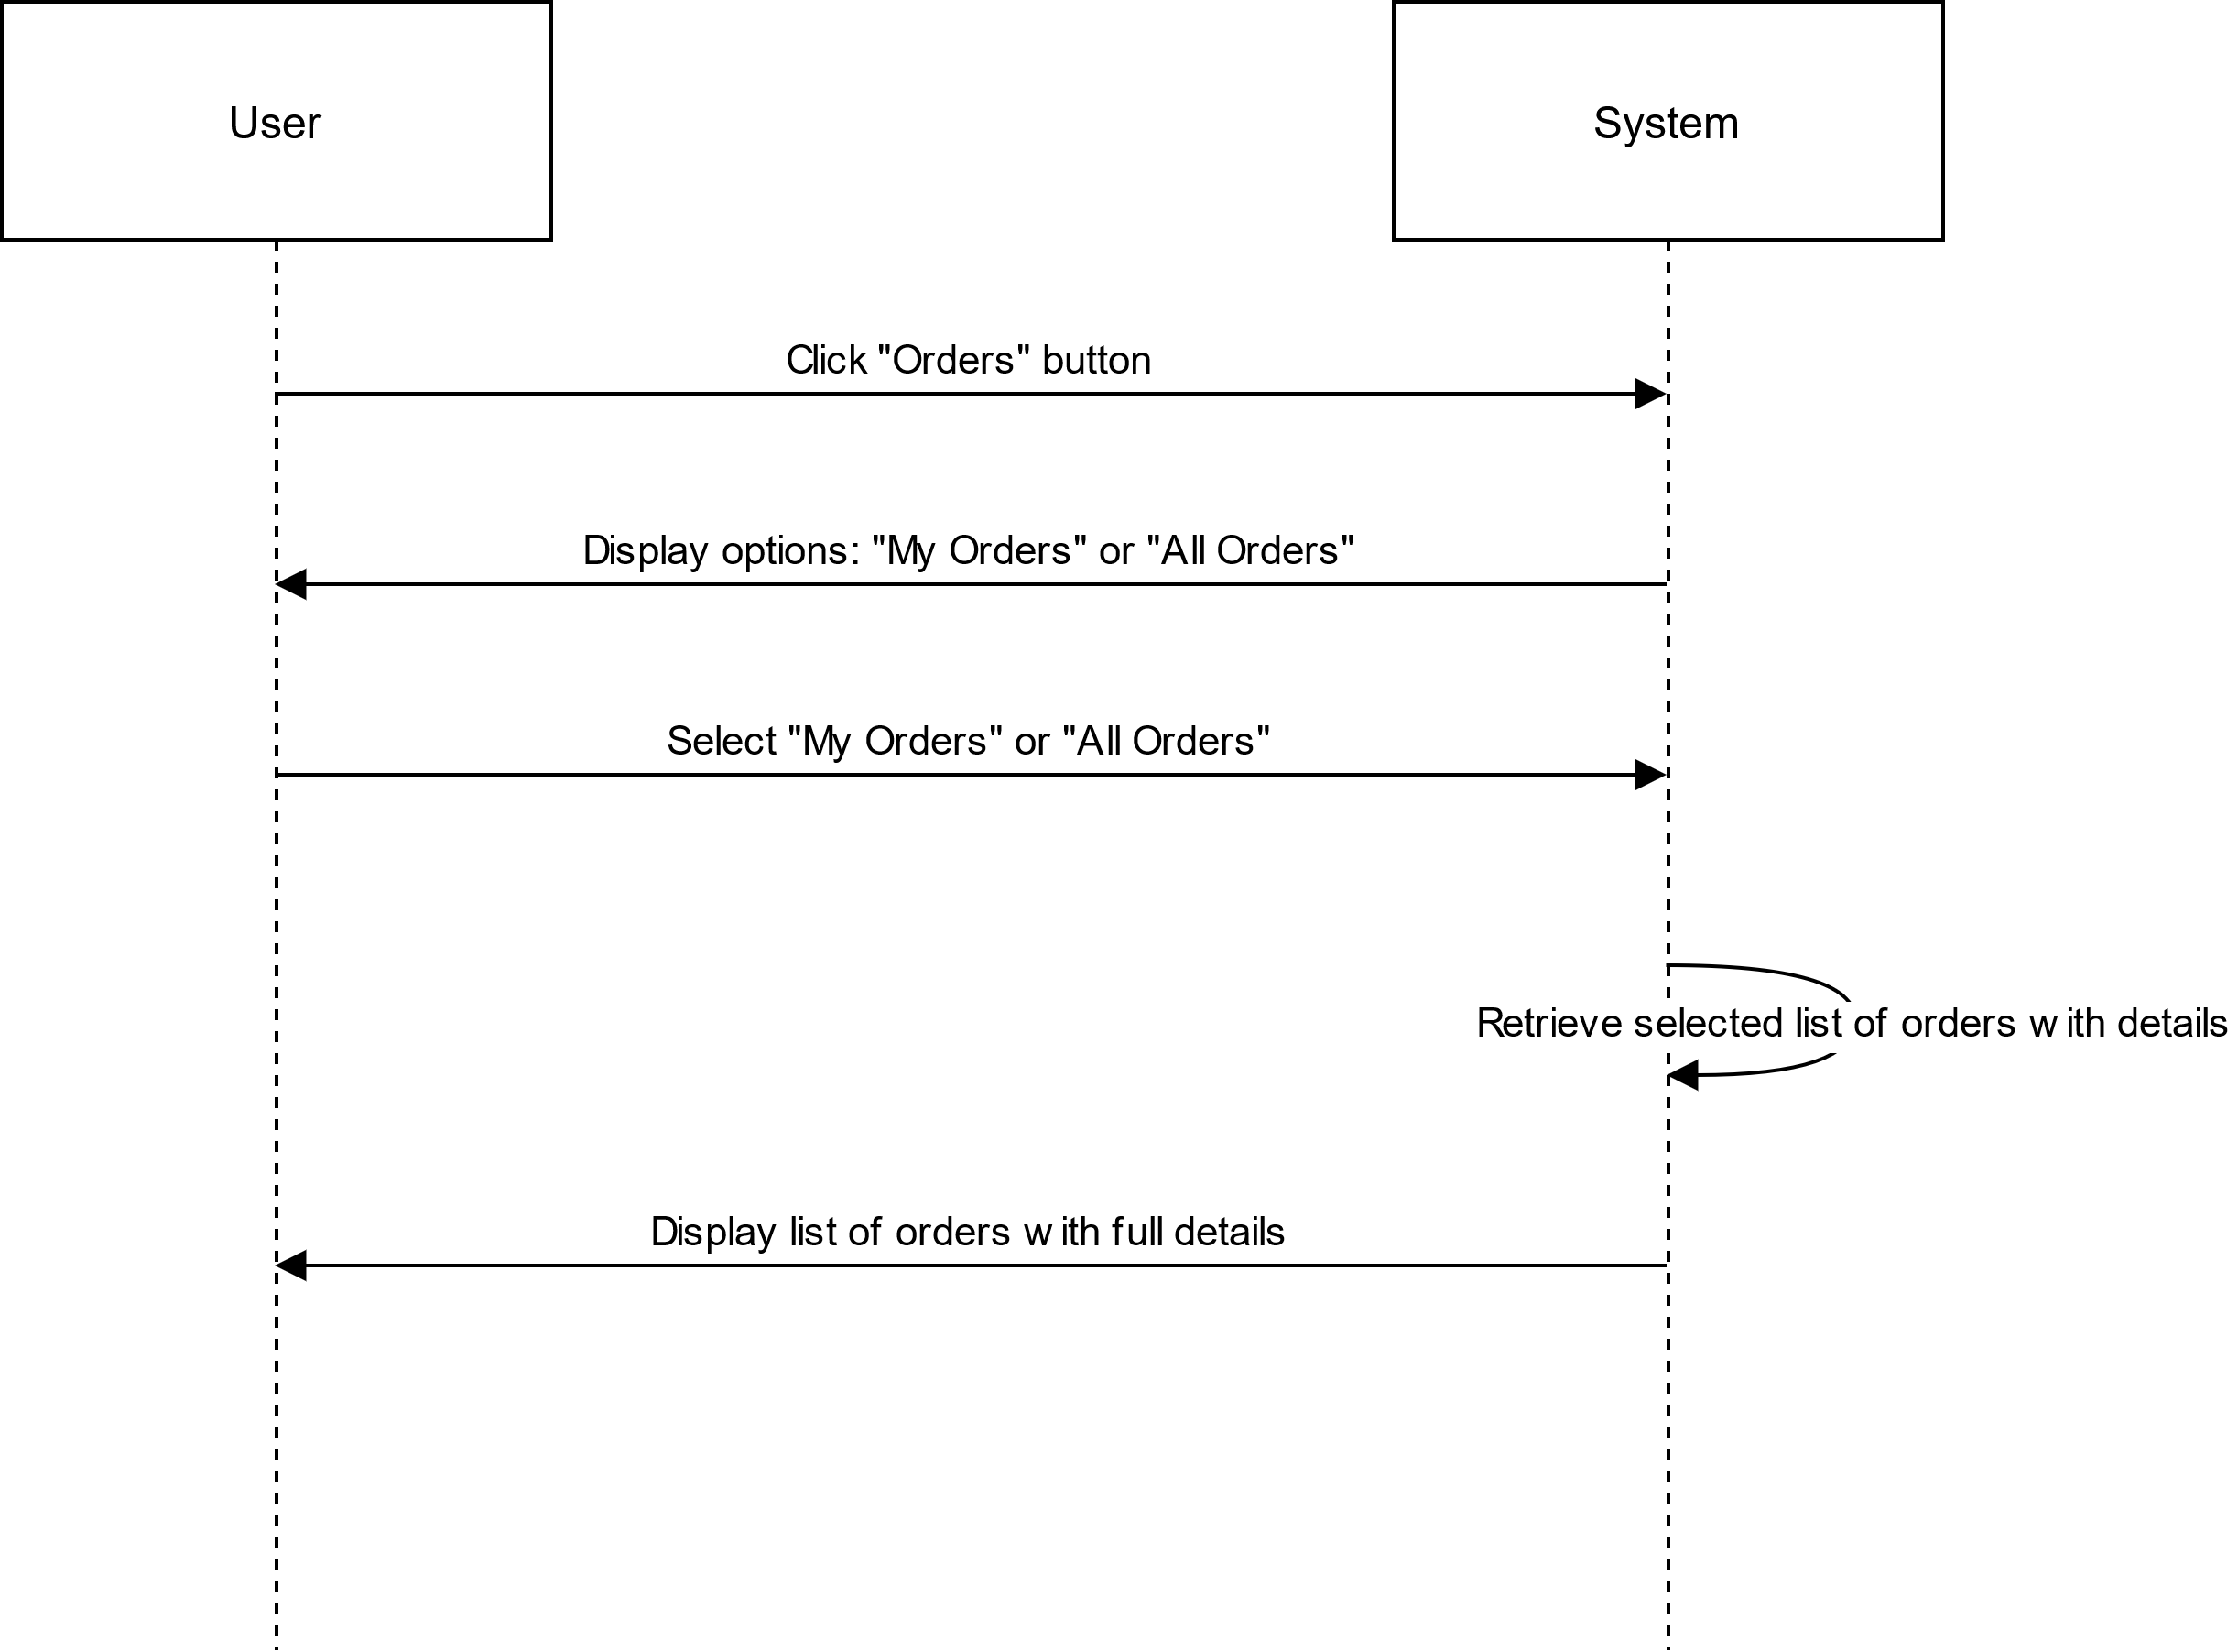 User
System
Click "Orders" button
Display options: "My Orders" or "All Orders"
Select "My Orders" or "All Orders"
Retrieve selected list of orders with details
Display list of orders with full details